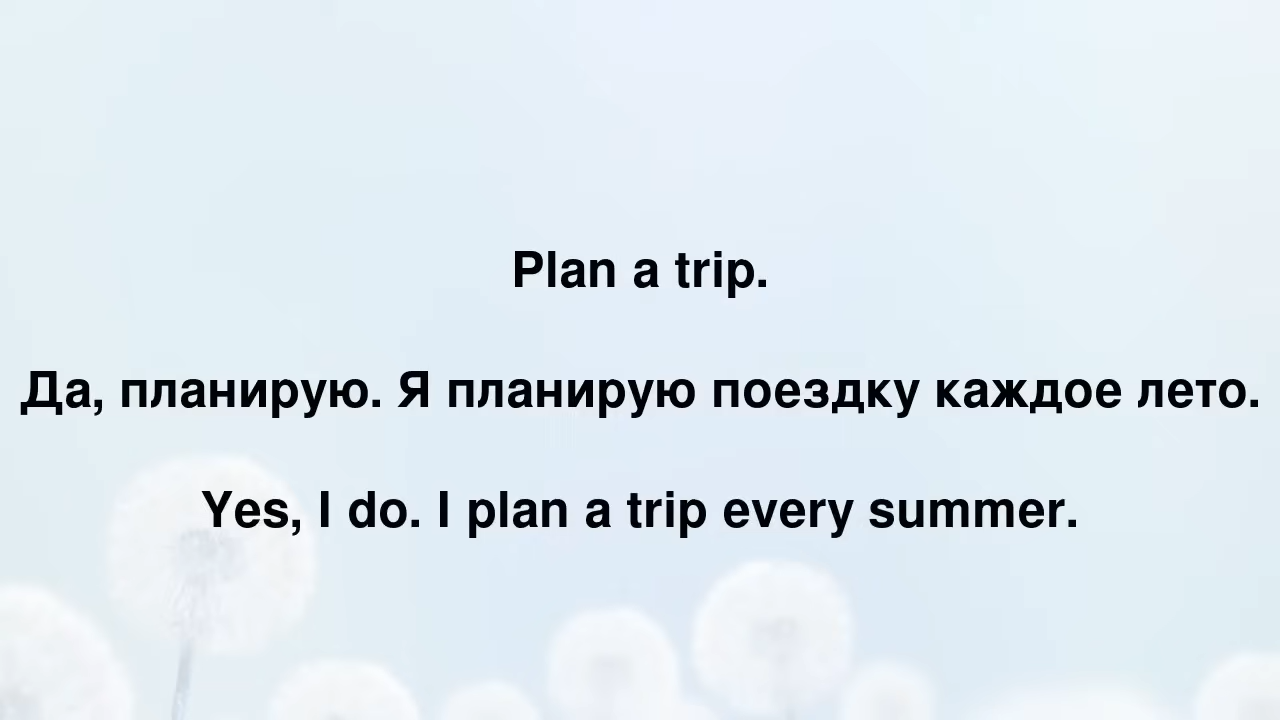 Plan a trip.
Да, планирую. Я планирую поездку каждое лето.
Yes, I do. I plan a trip every summer.